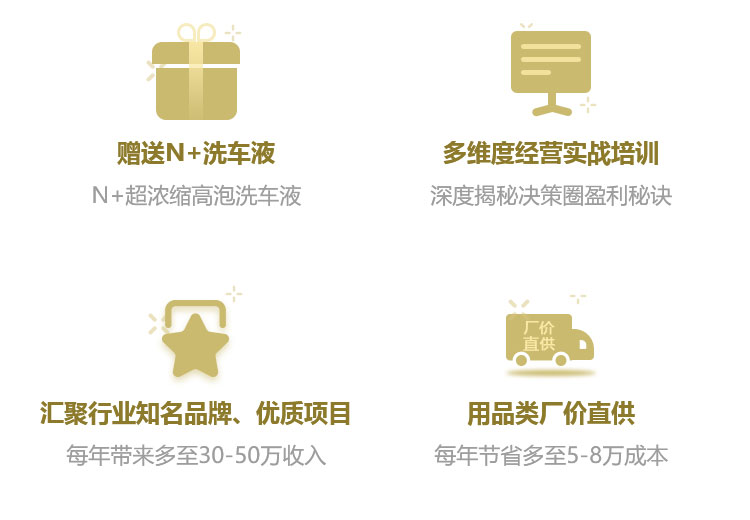 赠送N+洗车液
N+超浓缩高泡洗车液
多维度经营实战培训
深度揭秘决策圈盈利秘诀
汇聚行业知名品牌、优质项目
每年带来多至30-50万收入
厂价
直供
用品类厂价直供
每年节省多至5-8万成本